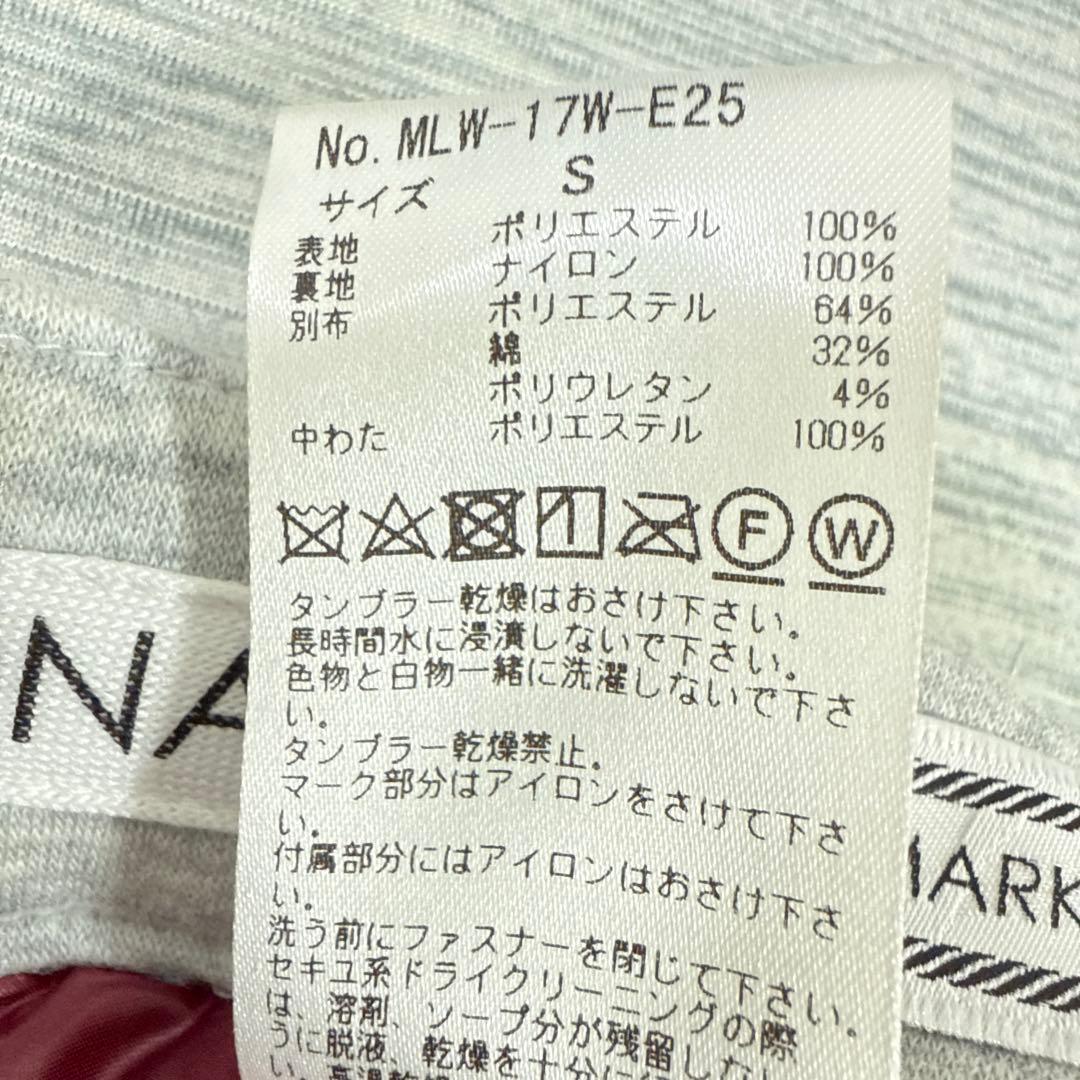 No. MLW-17W-E25
サイズ S
表地 ポリエステル 100%
裏地 ナイロン 100%
別布 ポリエステル 64%
綿 32%
ポリウレタン 4%
中わた ポリエステル 100%
F W
タンブラー乾燥はおさけ下さい。
長時間水に浸漬しないで下さい。
色物と白物一緒に洗濯しないで下さ
い。
タンブラー乾燥禁止。
マーク部分はアイロンをさけて下さ
い。
付属部分にはアイロンはおさけ下さ
い。
洗う前にファスナーを閉じて下さい。
セキユ系ドライクリーニングの際
は、溶剤、ソープ分が残留しない
うに脱液、乾燥を十分に
い。
NA
MARK